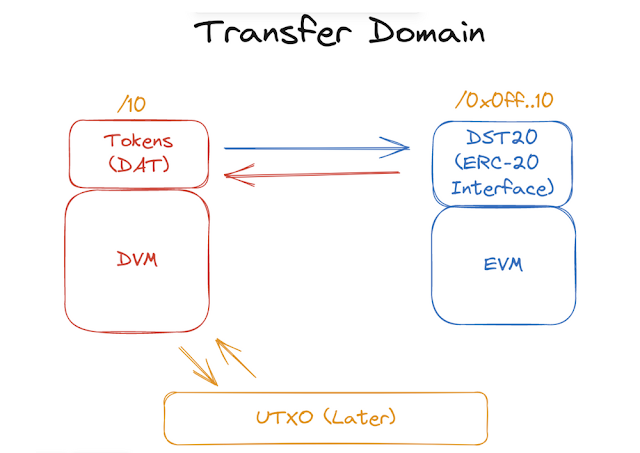 Transfer Domain
/10
/0x0ff..10
Tokens
(DAT)
DST20
(ERC-20
Interface)
DVM
EVM
UTXO (Later)